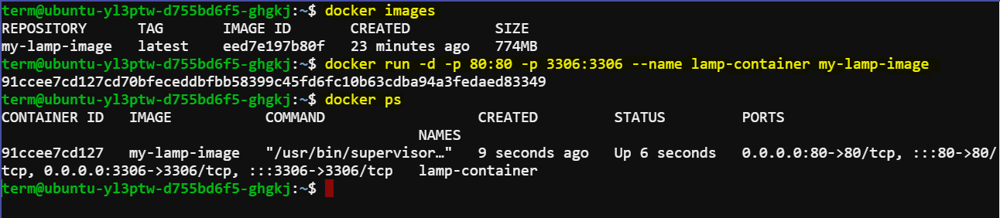 term@ubuntu-yl3ptw-d755bd6f5-ghgkj:~$ docker images
REPOSITORY      TAG       IMAGE ID       CREATED          SIZE
my-lamp-image   latest    eed7e197b80f   23 minutes ago   774MB
term@ubuntu-yl3ptw-d755bd6f5-ghgkj:~$ docker run -d -p 80:80 -p 3306:3306 --name lamp-container my-lamp-image
91ccee7cd127cd70bfeceddbfbb58399c45fd6fc10b63cdba94a3fedaed83349
term@ubuntu-yl3ptw-d755bd6f5-ghgkj:~$ docker ps
CONTAINER ID   IMAGE           COMMAND                  CREATED         STATUS         PORTS
NAMES
91ccee7cd127   my-lamp-image   "/usr/bin/supervisor…"   9 seconds ago   Up 6 seconds   0.0.0.0:80->80/tcp, :::80->80/
tcp, 0.0.0.0:3306->3306/tcp, :::3306->3306/tcp   lamp-container
term@ubuntu-yl3ptw-d755bd6f5-ghgkj:~$